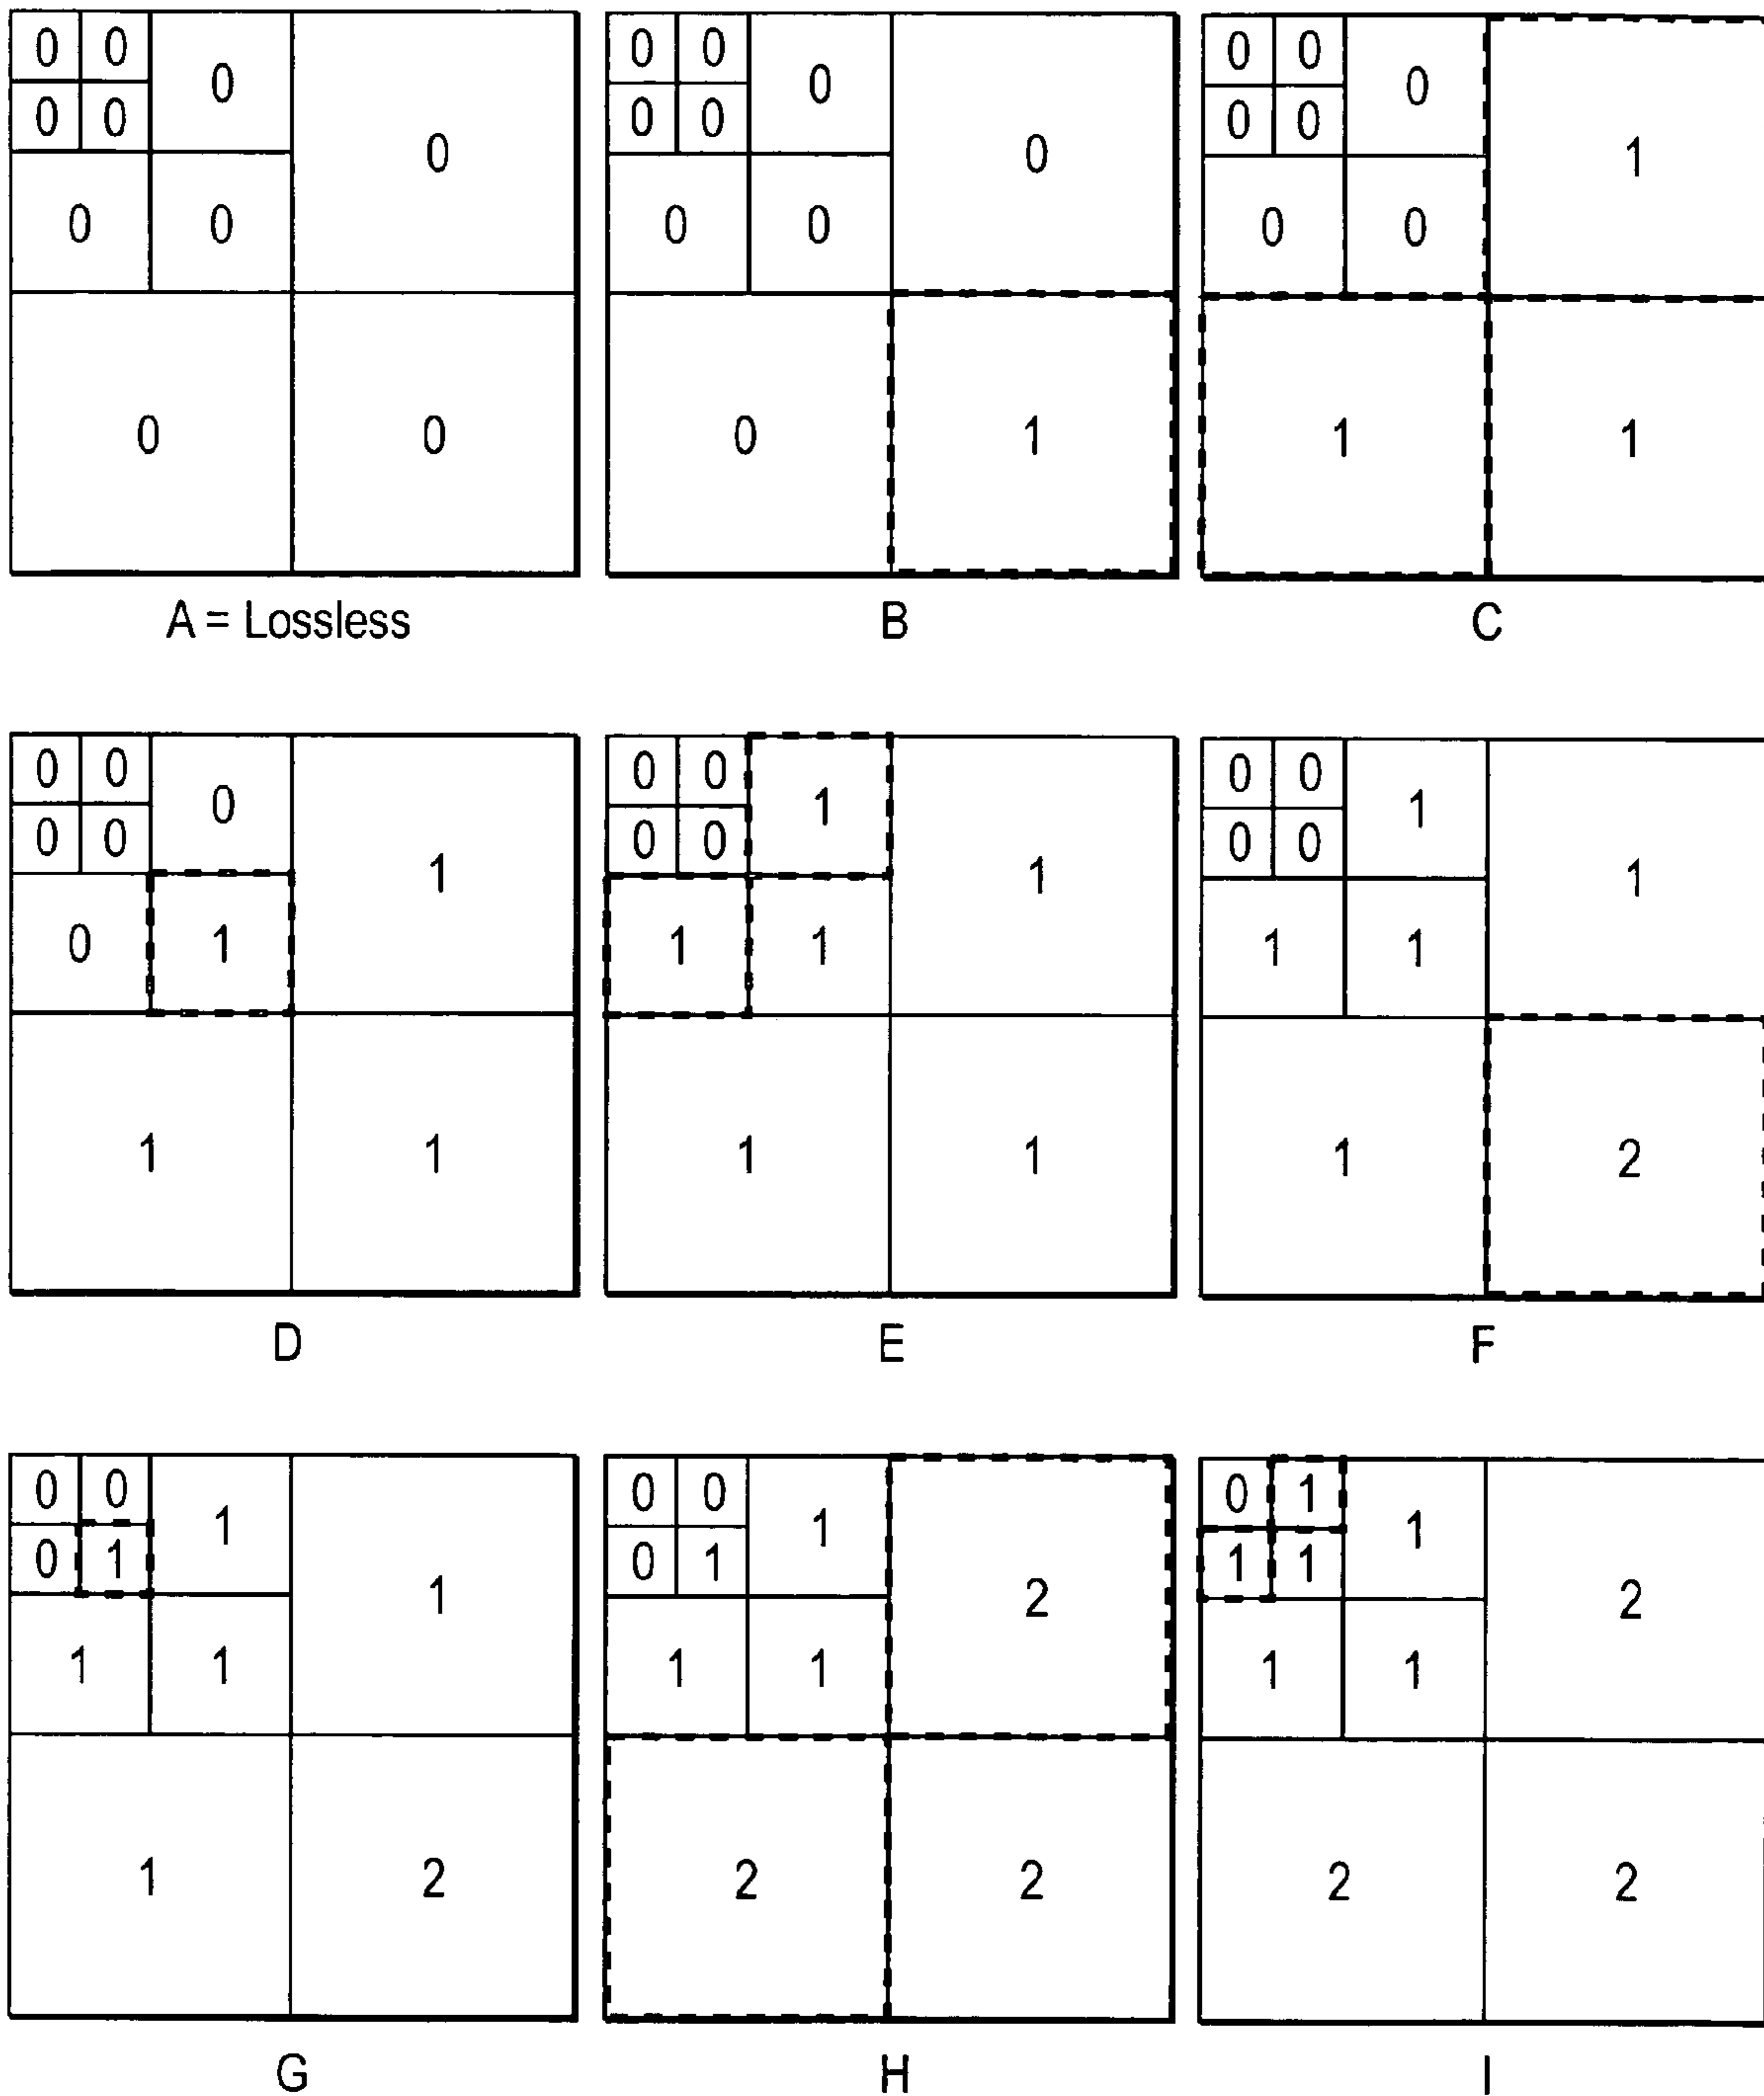 0 0 0 0 0 0 0 0 0
0 0 0 0 0 0 0
0 0 0 0 0 0
0 0 0 1 1 1
A = Lossless B C
0 0 0 0 0 1 0 0 1
0 0 1 0 0 1 0 0 1
0 1 1 1 1 1
1 1 1 1 1 2
D E F
0 0 1 0 0 1 0 1 1
0 1 1 0 1 2 1 1 2
1 1 1 1 1 1
1 2 2 2 2 2
G H I